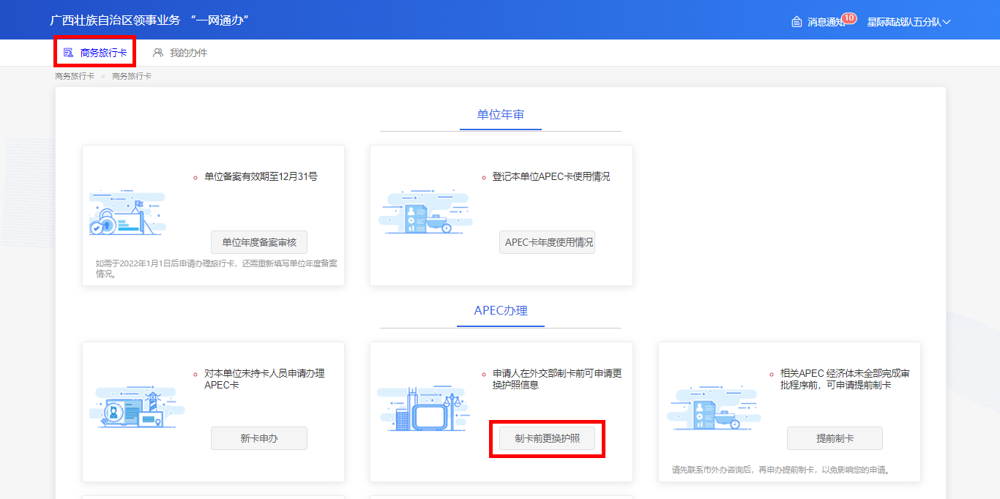 广西壮族自治区领事业务 “一网通办”
消息通知 10 星际陆战队五分队
商务旅行卡 我的办件
商务旅行卡 > 商务旅行卡
单位年审
单位备案有效期至12月31号
单位年度备案审核
如需于2022年1月1日后申请办理旅行卡，还需重新填写单位年度备案
情况。
登记本单位APEC卡使用情况
APEC卡年度使用情况
APEC办理
对本单位未持卡人员申请办理
APEC卡
新卡申办
申请人在外交部制卡前可申请更
换护照信息
制卡前更换护照
相关APEC 经济体未全部完成审
批程序前，可申请提前制卡
提前制卡
请先联系市外办咨询后，再申办提前制卡，以免影响您的申请。